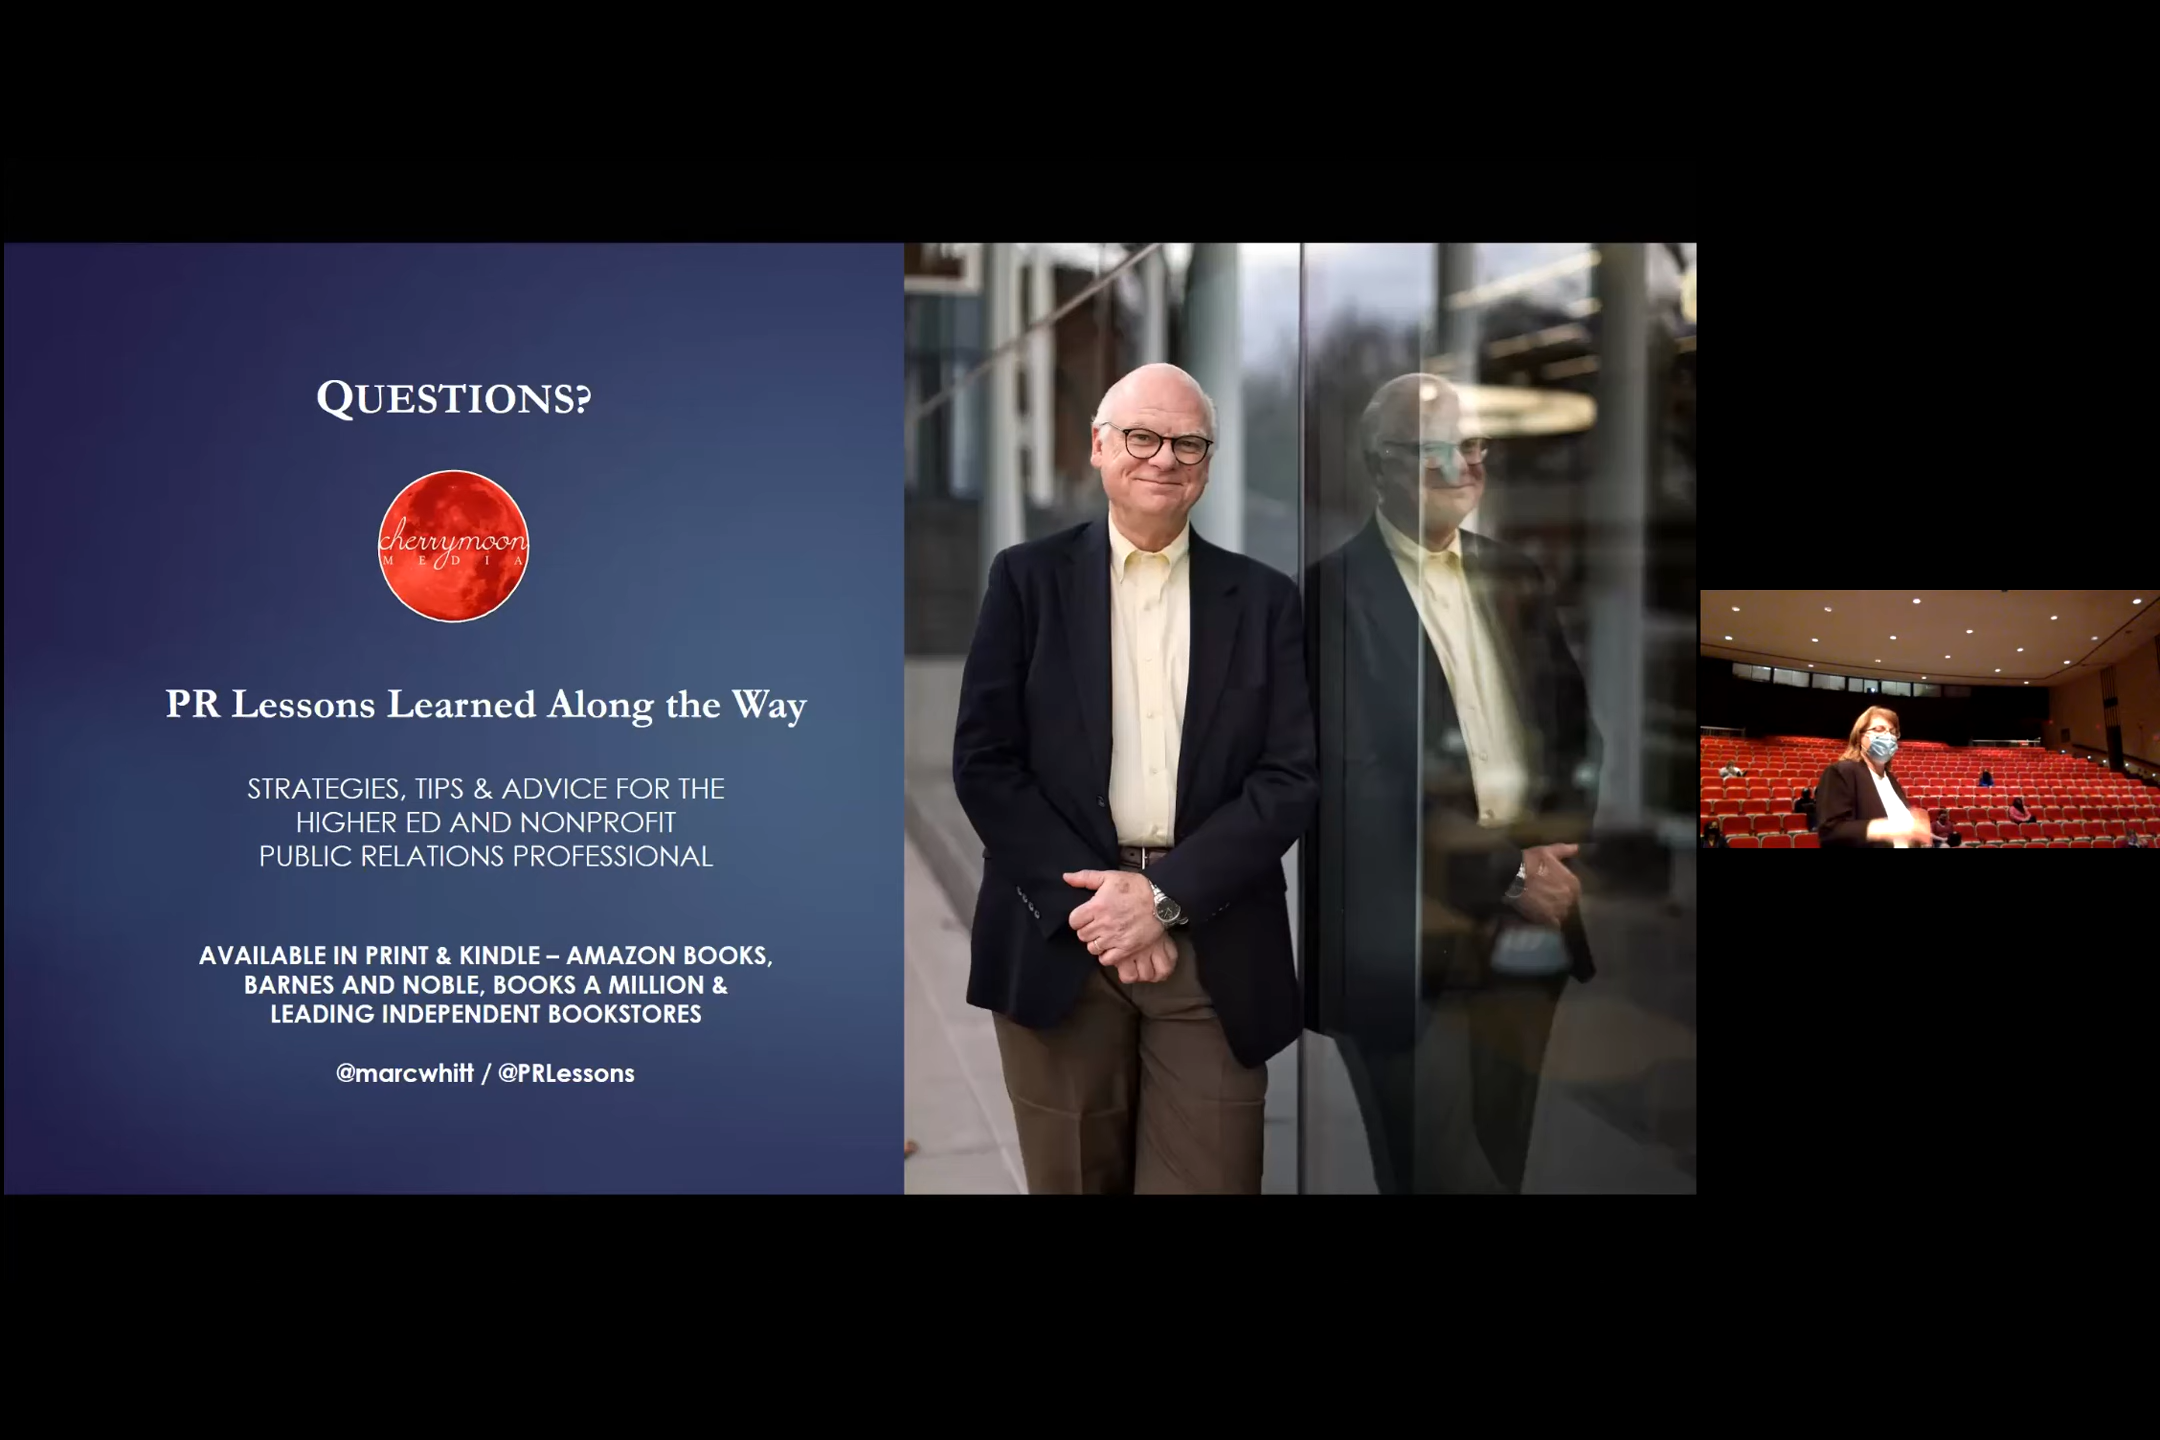 QUESTIONS?
cherrymoon
MEDIA
PR Lessons Learned Along the Way
STRATEGIES, TIPS & ADVICE FOR THE
HIGHER ED AND NONPROFIT
PUBLIC RELATIONS PROFESSIONAL
AVAILABLE IN PRINT & KINDLE – AMAZON BOOKS,
BARNES AND NOBLE, BOOKS A MILLION &
LEADING INDEPENDENT BOOKSTORES
@marcwhitt / @PRLessons